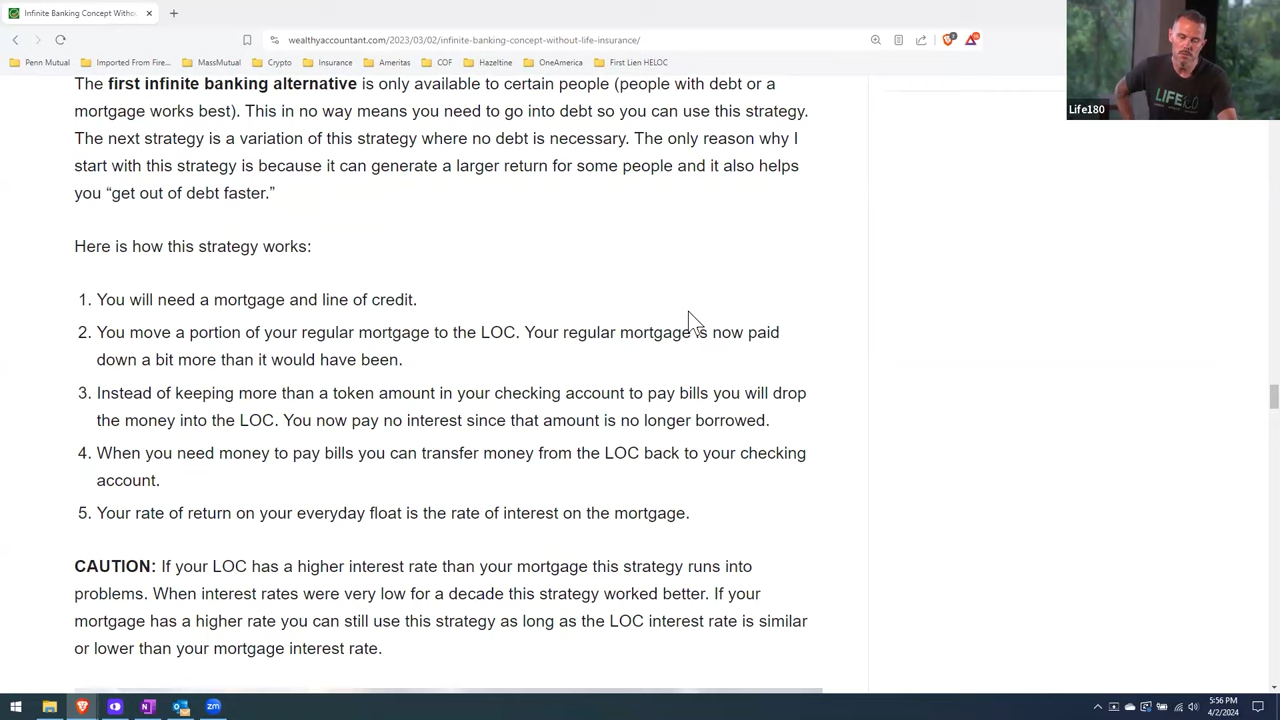 Infinite Banking Concept Withou
wealthyaccountant.com/2023/03/02/infinite-banking-concept-without-life-insurance/
Penn Mutual Imported From Fire... MassMutual Crypto Insurance Ameritas COF Hazeltine OneAmerica First Lien HELOC
LIFE180
Life180
The first infinite banking alternative is only available to certain people (people with debt or a
mortgage works best). This in no way means you need to go into debt so you can use this strategy.
The next strategy is a variation of this strategy where no debt is necessary. The only reason why I
start with this strategy is because it can generate a larger return for some people and it also helps
you “get out of debt faster.”
Here is how this strategy works:
1. You will need a mortgage and line of credit.
2. You move a portion of your regular mortgage to the LOC. Your regular mortgage is now paid
down a bit more than it would have been.
3. Instead of keeping more than a token amount in your checking account to pay bills you will drop
the money into the LOC. You now pay no interest since that amount is no longer borrowed.
4. When you need money to pay bills you can transfer money from the LOC back to your checking
account.
5. Your rate of return on your everyday float is the rate of interest on the mortgage.
CAUTION: If your LOC has a higher interest rate than your mortgage this strategy runs into
problems. When interest rates were very low for a decade this strategy worked better. If your
mortgage has a higher rate you can still use this strategy as long as the LOC interest rate is similar
or lower than your mortgage interest rate.
5:56 PM
4/2/2024